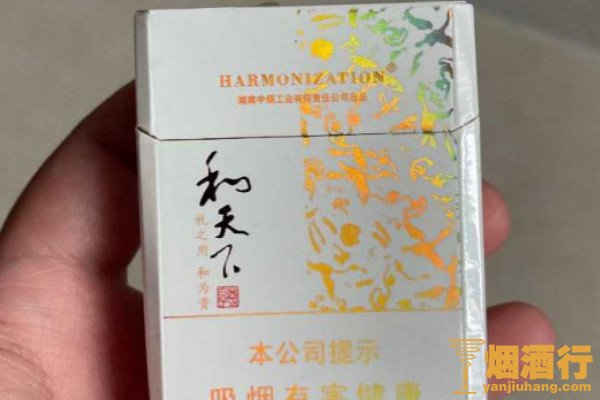 HARMONIZATION®
湖南中烟工业有限责任公司出品
和天下
礼之用 和为贵
本公司提示
吸烟有害健康
烟酒行
yanjiuhang.com